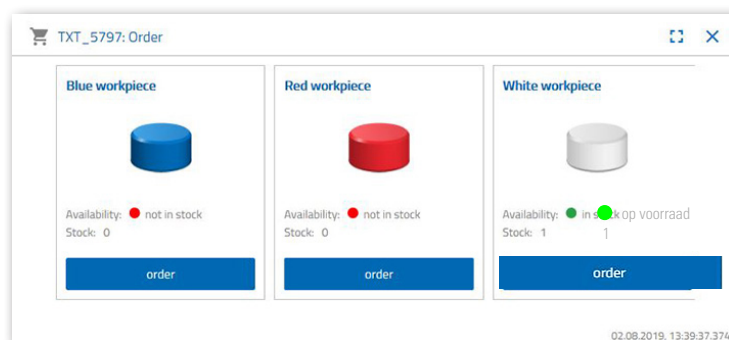 TXT_5797: Order
Blue workpiece
Availability: not in stock
Stock: 0
order
Red workpiece
Availability: not in stock
Stock: 0
order
White workpiece
Availability: in stock op voorraad
Stock: 1 1
order
02.08.2019, 13:39:37.374